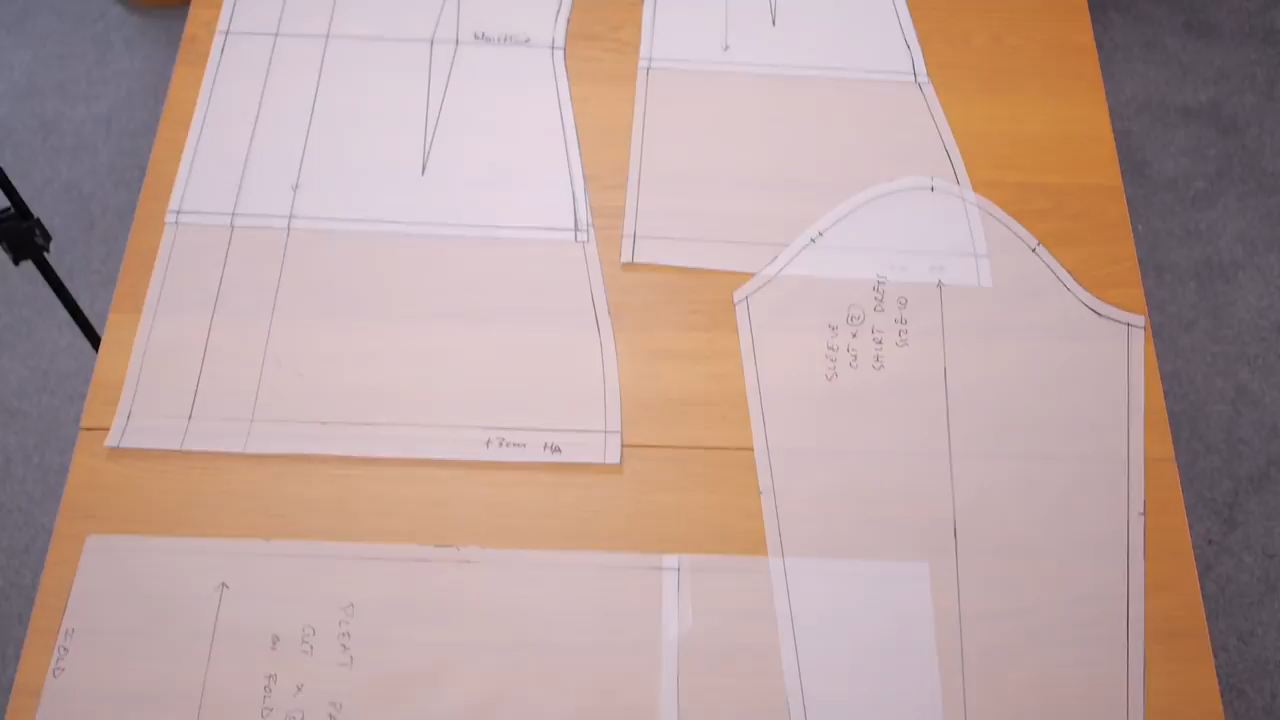 Waistline
SLEEVE
CUT x 2
SHIRT DRESS
SIZE 10
+3cm HA
FOLD
PLEAT
CUT x
ON FOLD